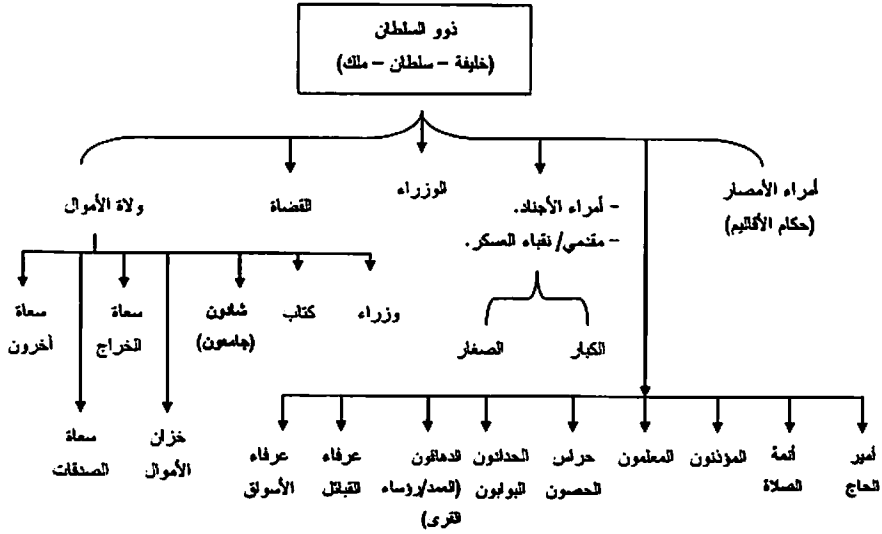 ذوو السلطان
(خليفة – سلطان – ملك)
أمراء الأمصار
(حكام الأقاليم)
– أمراء الأجناد.
– مقدمي/ نقباء العسكر.
الوزراء
القضاة
ولاة الأموال
الكبار
الصغار
وزراء
كتاب
شادون
(جامعون)
سعاة
الخراج
سعاة
أخرون
خزان
الأموال
سعاة
الصدقات
أمير
الحاج
أئمة
الصلاة
المؤذنون
المعلمون
حراس
الحصون
الحدادون
البوابون
الدهاقون
(العمد/رؤساء
القرى)
عرفاء
القبائل
عرفاء
الأسواق